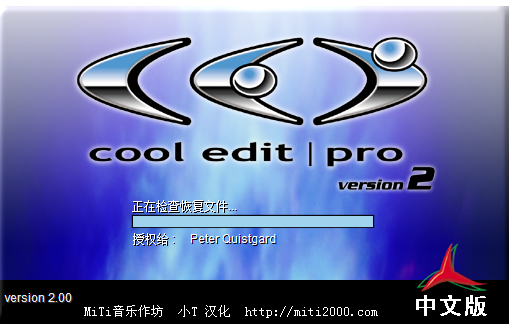 cool edit | pro
version 2
正在检查恢复文件...
授权给： Peter Quistgard
version 2.00
MiTi音乐作坊 小T 汉化 http://miti2000.com
中文版